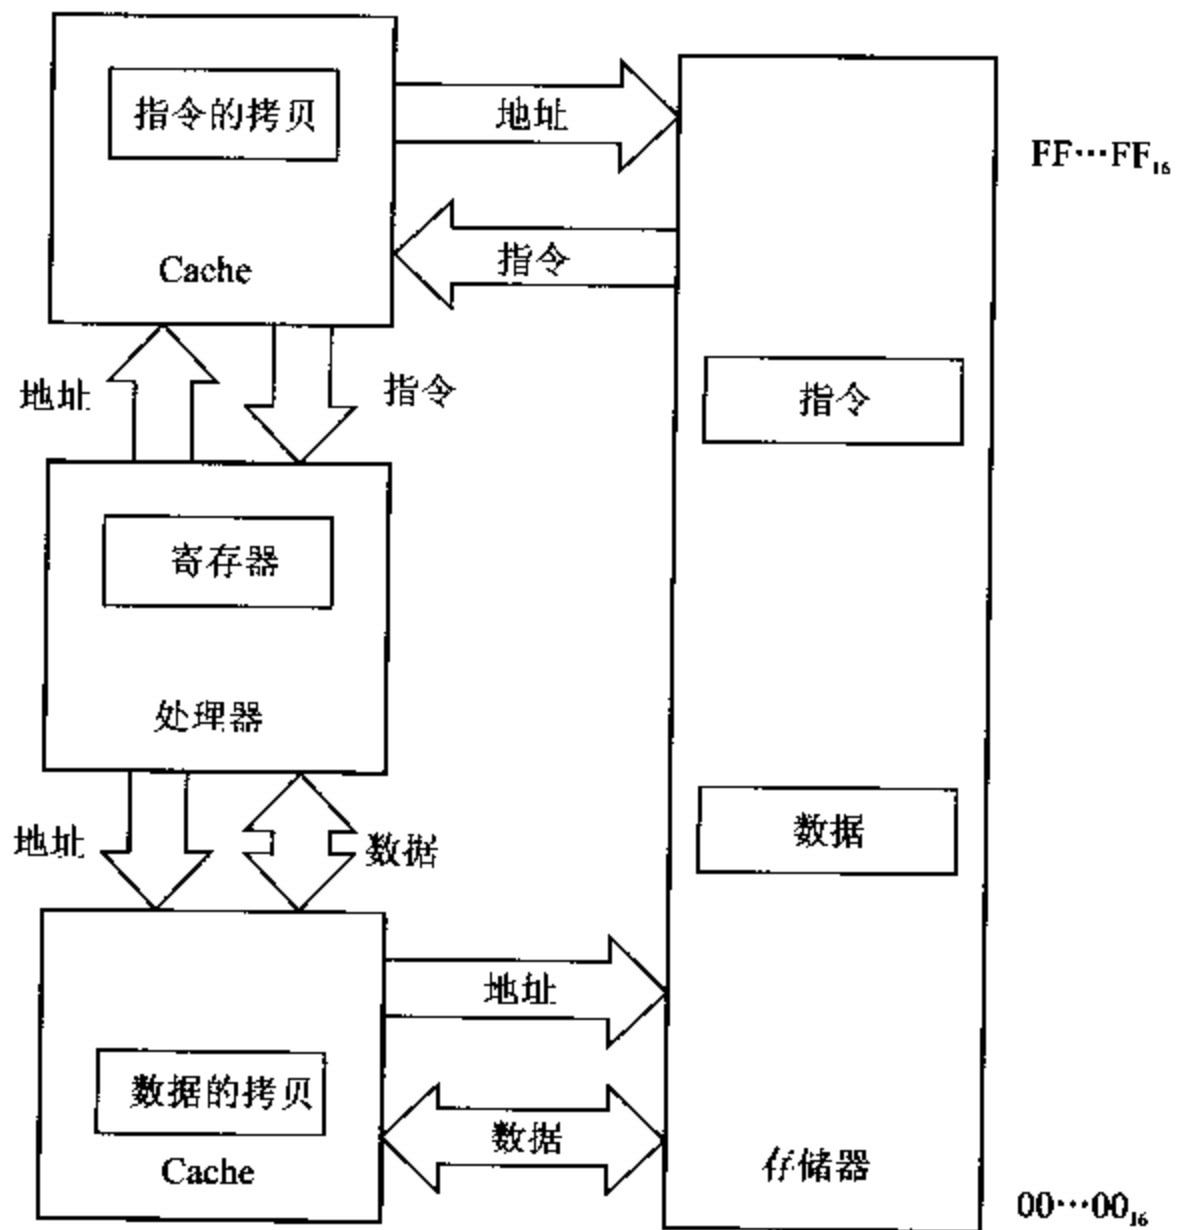 指令的拷贝
Cache
地址
指令
FF…FF₁₆
地址
指令
指令
寄存器
处理器
地址
数据
数据
数据的拷贝
Cache
地址
数据
存储器
00…00₁₆